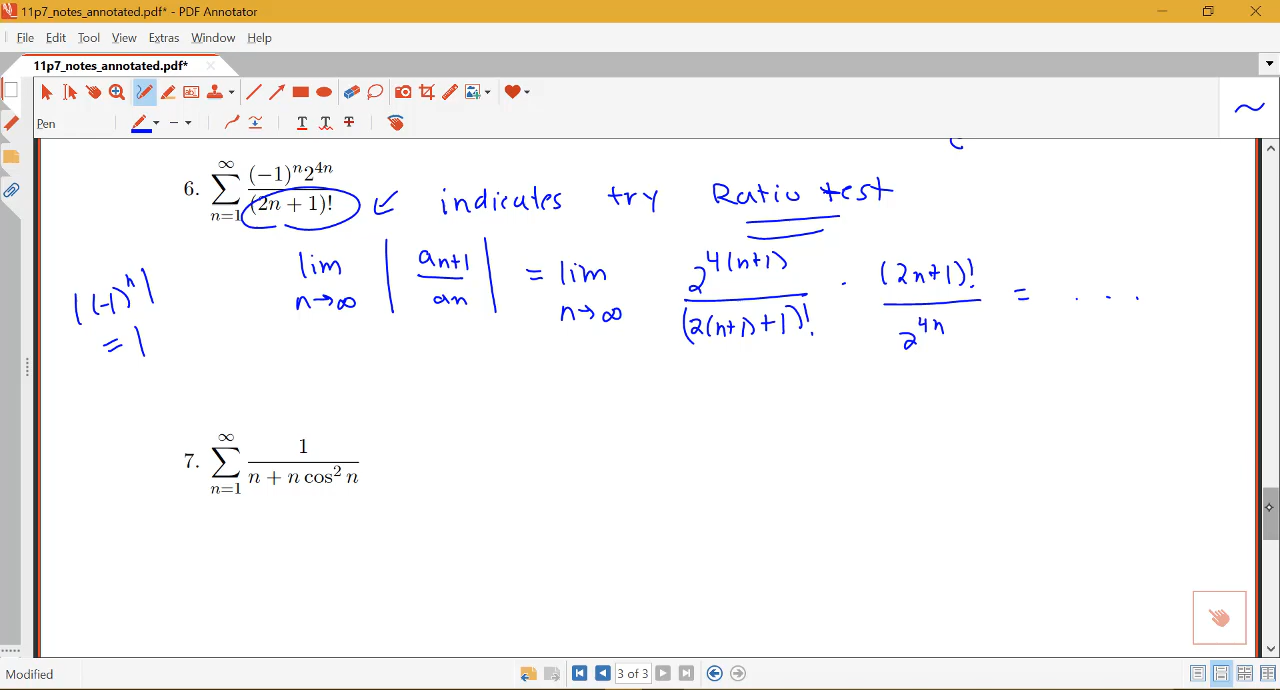 11p7_notes_annotated.pdf* - PDF Annotator
File Edit Tool View Extras Window Help
11p7_notes_annotated.pdf*
Pen
6. ∑_{n=1}^{∞} (−1)^n 2^{4n} / (2n + 1)! ↙ indicates try Ratio test
|(-1)^n| = 1
lim_{n→∞} | a_{n+1} / a_n | = lim_{n→∞} 2^{4(n+1)} / (2(n+1)+1)! · (2n+1)! / 2^{4n} = . . .
7. ∑_{n=1}^{∞} 1 / (n + n cos² n)
Modified
3 of 3